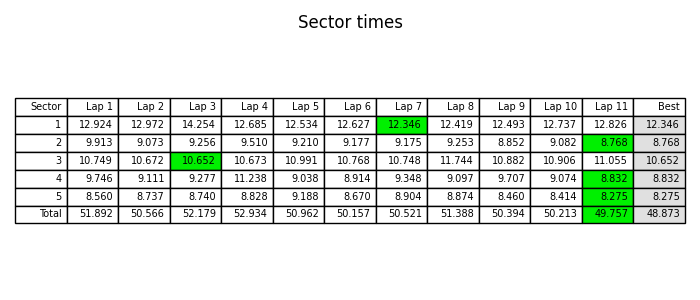 Sector times
Sector Lap 1 Lap 2 Lap 3 Lap 4 Lap 5 Lap 6 Lap 7 Lap 8 Lap 9 Lap 10 Lap 11 Best
1 12.924 12.972 14.254 12.685 12.534 12.627 12.346 12.419 12.493 12.737 12.826 12.346
2 9.913 9.073 9.256 9.510 9.210 9.177 9.175 9.253 8.852 9.082 8.768 8.768
3 10.749 10.672 10.652 10.673 10.991 10.768 10.748 11.744 10.882 10.906 11.055 10.652
4 9.746 9.111 9.277 11.238 9.038 8.914 9.348 9.097 9.707 9.074 8.832 8.832
5 8.560 8.737 8.740 8.828 9.188 8.670 8.904 8.874 8.460 8.414 8.275 8.275
Total 51.892 50.566 52.179 52.934 50.962 50.157 50.521 51.388 50.394 50.213 49.757 48.873